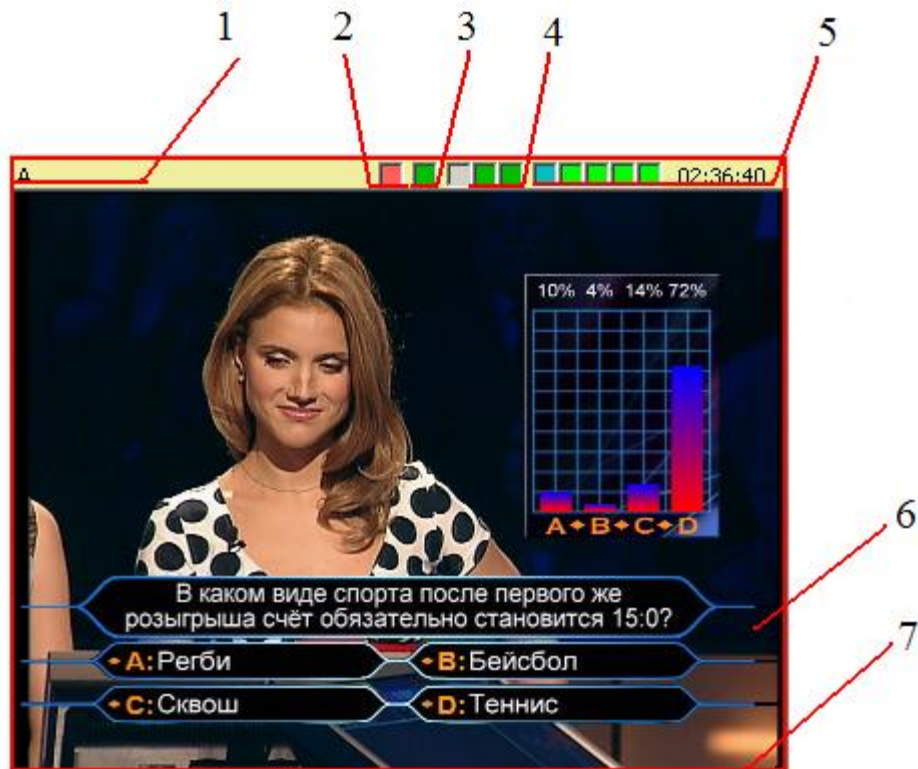 1 2 3 4 5
A 02:36:40
10% 4% 14% 72%
A B C D
6
В каком виде спорта после первого же
розыгрыша счёт обязательно становится 15:0?
7
A: Регби B: Бейсбол
C: Сквош D: Теннис